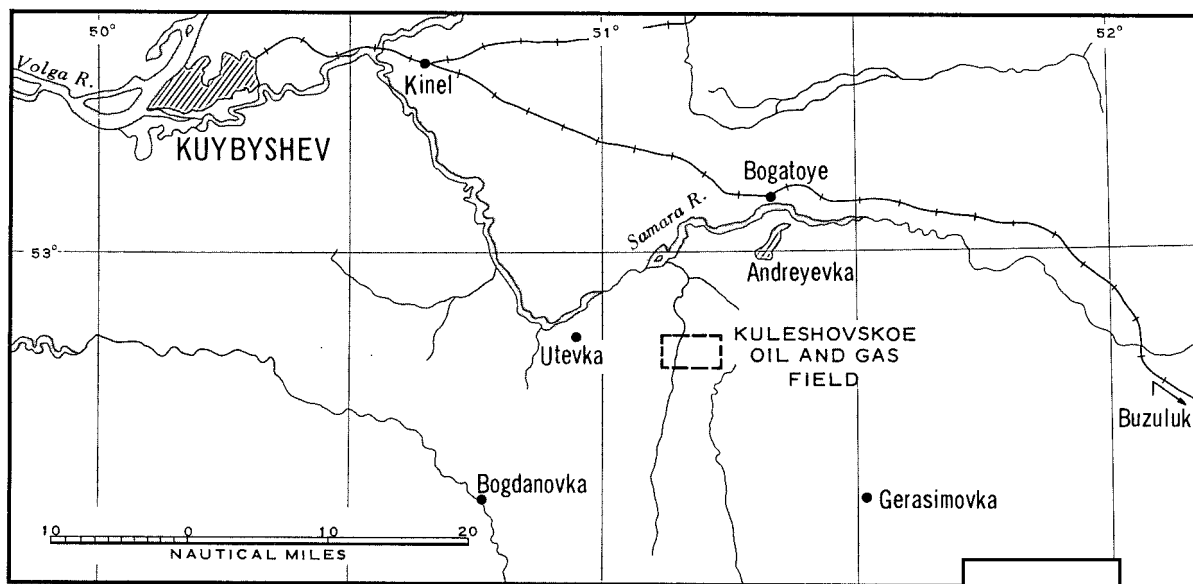 50° 51° 52°
Volga R.
Kinel
KUYBYSHEV
Bogatoye
Samara R.
53°
Andreyevka
KULESHOVSKOE
OIL AND GAS
FIELD
Utevka
Buzuluk
Bogdanovka
Gerasimovka
10 0 10 20
NAUTICAL MILES